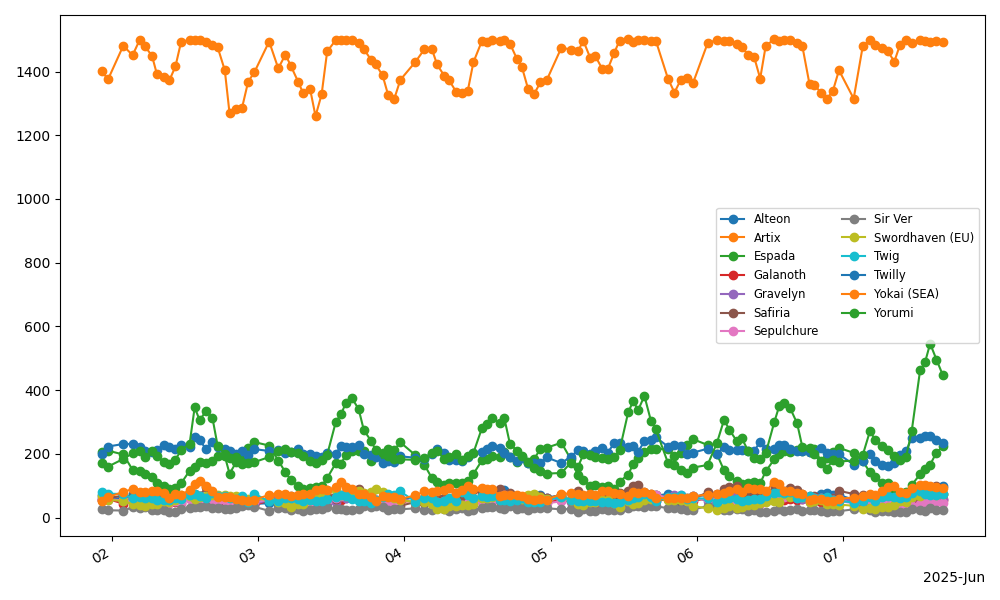 1400
1200
1000
800
600
400
200
0
Alteon
Artix
Espada
Galanoth
Gravelyn
Safiria
Sepulchure
Sir Ver
Swordhaven (EU)
Twig
Twilly
Yokai (SEA)
Yorumi
02 03 04 05 06 07
2025-Jun